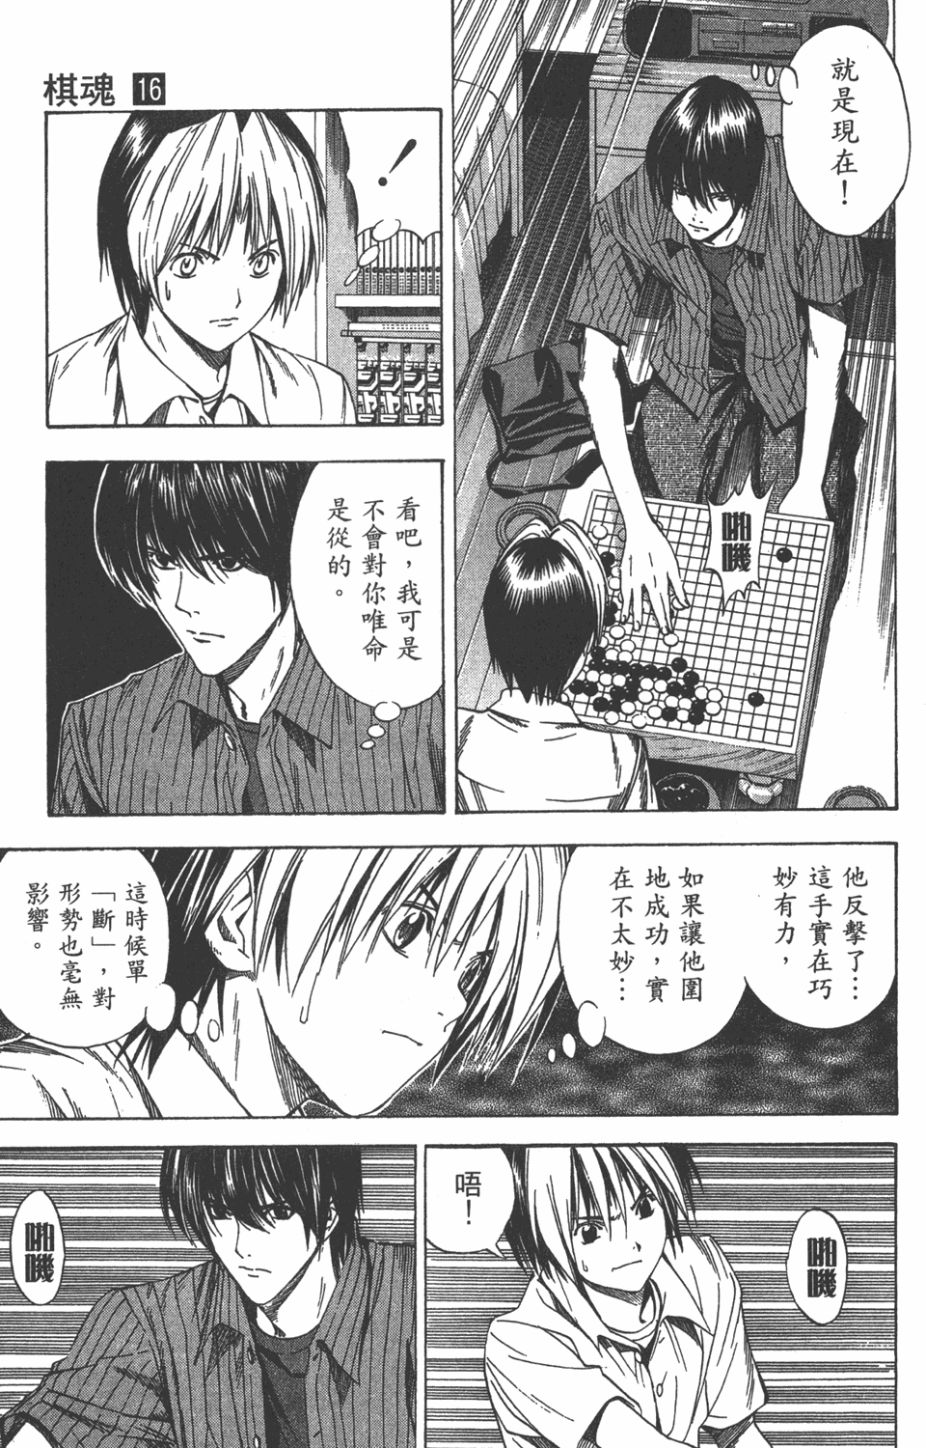 棋魂 16
就是現在！
啪嘰
！
看吧，我可是
不會對你唯命
是從的。
他反擊了…
這手實在巧
妙有力，
如果讓他圍
地成功，實
在不太妙…
這時候單
「斷」，對
形勢也毫無
影響。
啪嘰
唔！
啪嘰